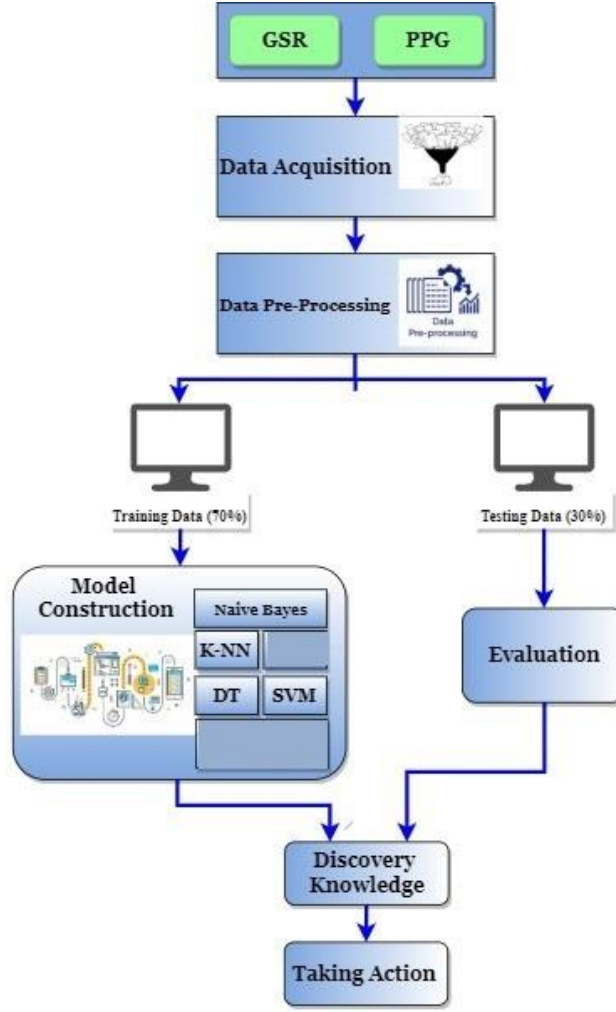 GSR
PPG
Data Acquisition
Data Pre-Processing
Data
Pre-processing
Training Data (70%)
Testing Data (30%)
Model
Construction
Naive Bayes
K-NN
DT
SVM
Evaluation
Discovery
Knowledge
Taking Action